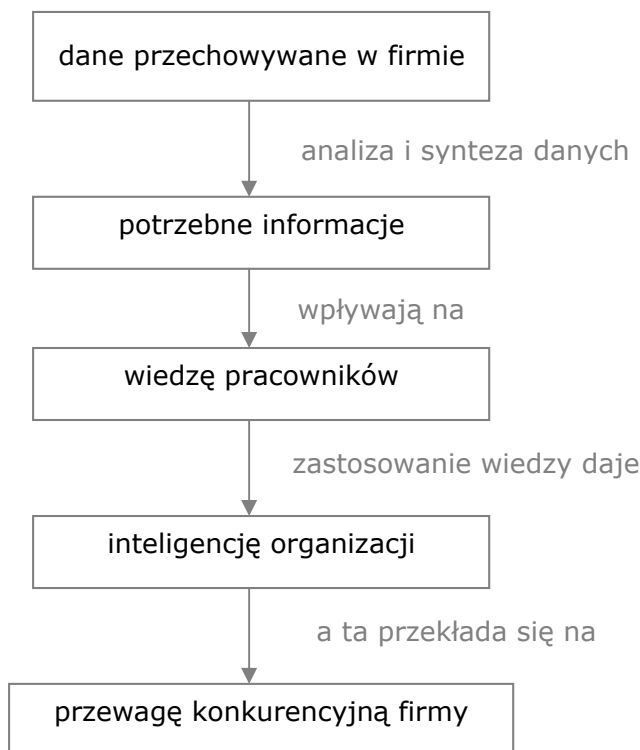 dane przechowywane w firmie
analiza i synteza danych
potrzebne informacje
wpływają na
wiedzę pracowników
zastosowanie wiedzy daje
inteligencję organizacji
a ta przekłada się na
przewagę konkurencyjną firmy